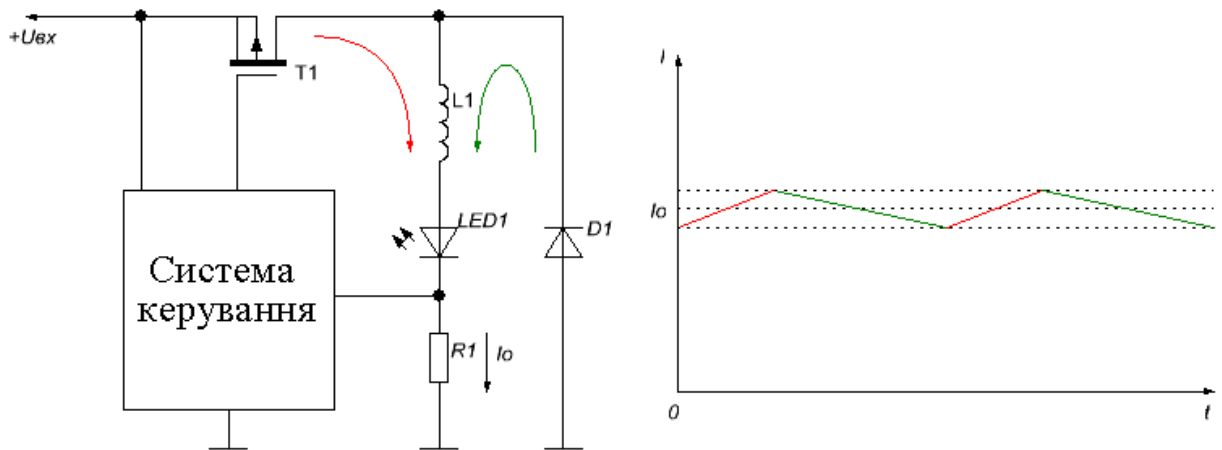 +Uвх
T1
L1
LED1
D1
Система
керування
R1
Io
I
Io
0
t